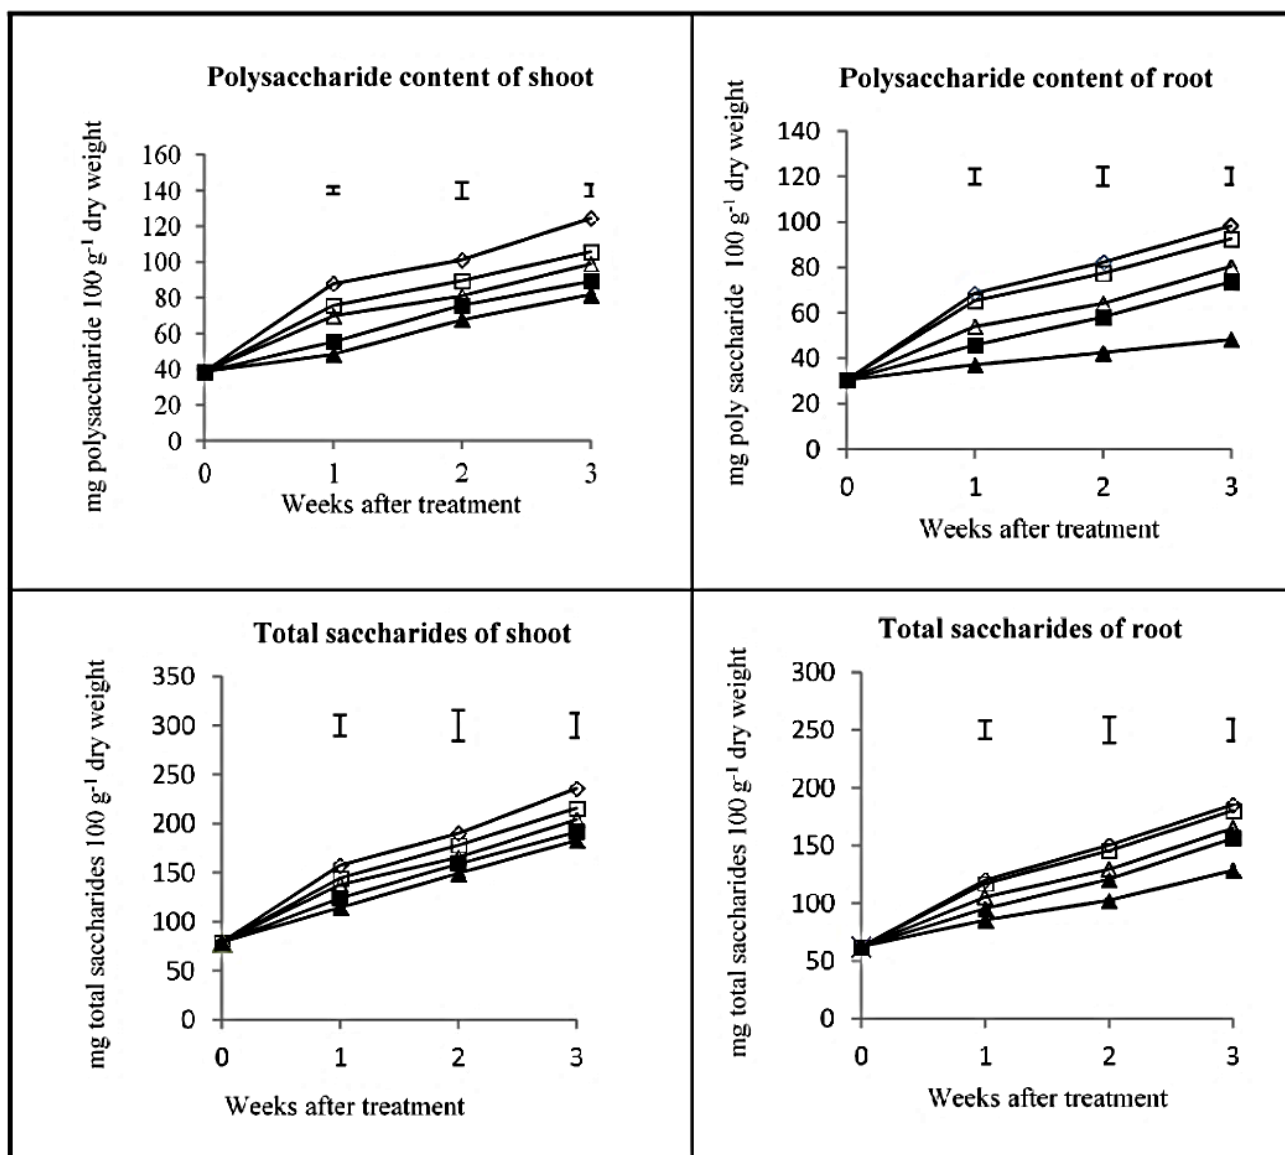 Polysaccharide content of shoot
mg polysaccharide 100 g⁻¹ dry weight
160
140
120
100
80
60
40
20
0
0 1 2 3
Weeks after treatment
Polysaccharide content of root
mg poly saccharide 100 g⁻¹ dry weight
140
120
100
80
60
40
20
0
0 1 2 3
Weeks after treatment
Total saccharides of shoot
mg total saccharides 100 g⁻¹ dry weight
350
300
250
200
150
100
50
0
0 1 2 3
Weeks after treatment
Total saccharides of root
mg total saccharides 100 g⁻¹ dry weight
300
250
200
150
100
50
0
0 1 2 3
Weeks after treatment